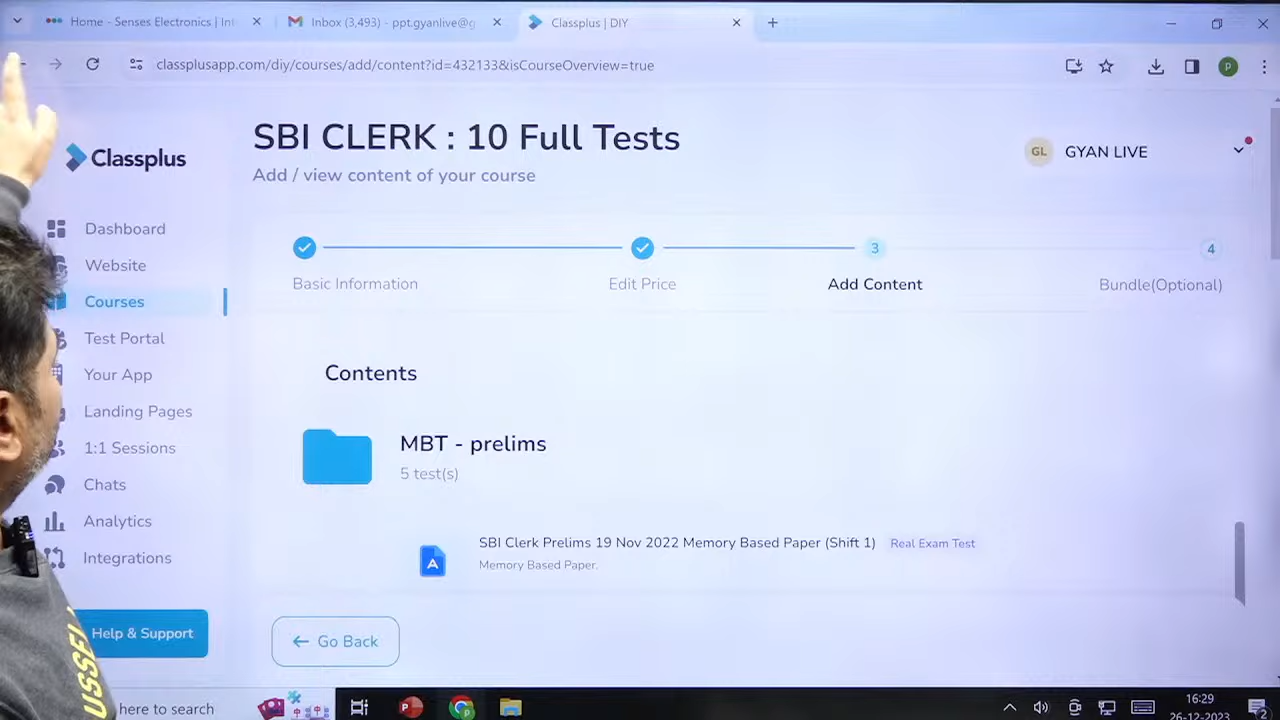 Home - Senses Electronics | Int
Inbox (3,493) - ppt.gyanlive@g
Classplus | DIY
classplusapp.com/diy/courses/add/content?id=432133&isCourseOverview=true
P
SBI CLERK : 10 Full Tests
Add / view content of your course
GL GYAN LIVE
Classplus
Dashboard
Website
Courses
Test Portal
Your App
Landing Pages
1:1 Sessions
Chats
Analytics
Integrations
Help & Support
3
4
Basic Information
Edit Price
Add Content
Bundle(Optional)
Contents
MBT - prelims
5 test(s)
SBI Clerk Prelims 19 Nov 2022 Memory Based Paper (Shift 1) Real Exam Test
Memory Based Paper.
Go Back
USSEL
here to search
16:29
26-12-2023
2